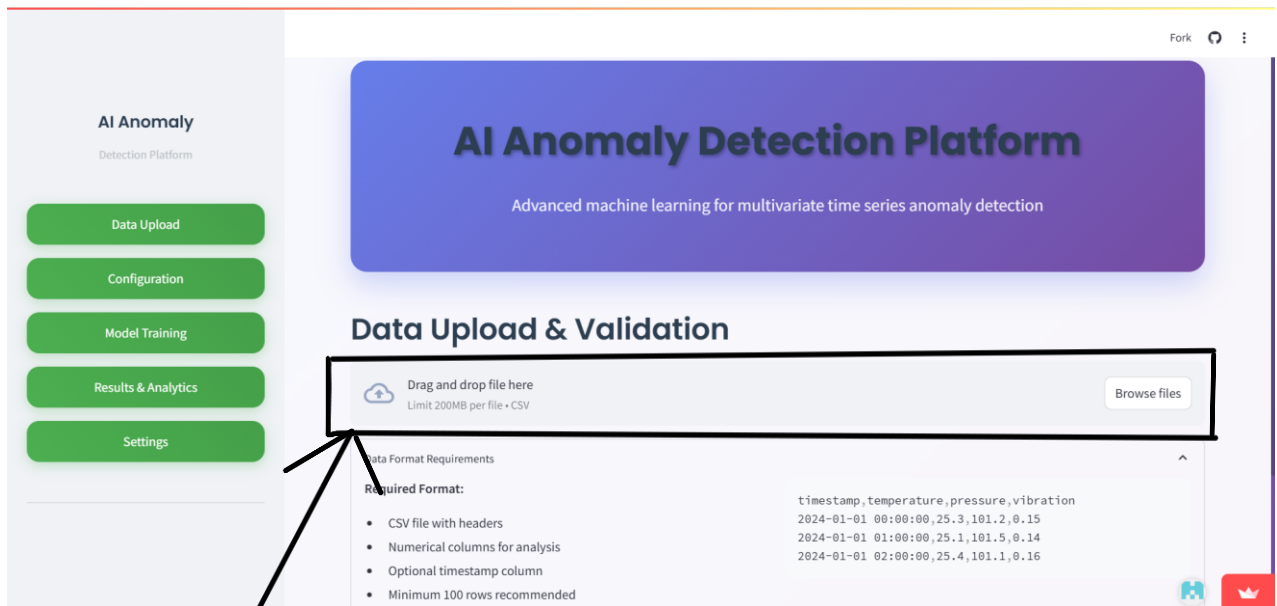 Fork
AI Anomaly
Detection Platform
Data Upload
Configuration
Model Training
Results & Analytics
Settings
AI Anomaly Detection Platform
Advanced machine learning for multivariate time series anomaly detection
Data Upload & Validation
Drag and drop file here
Limit 200MB per file • CSV
Browse files
Data Format Requirements
Required Format:
• CSV file with headers
• Numerical columns for analysis
• Optional timestamp column
• Minimum 100 rows recommended
timestamp,temperature,pressure,vibration
2024-01-01 00:00:00,25.3,101.2,0.15
2024-01-01 01:00:00,25.1,101.5,0.14
2024-01-01 02:00:00,25.4,101.1,0.16